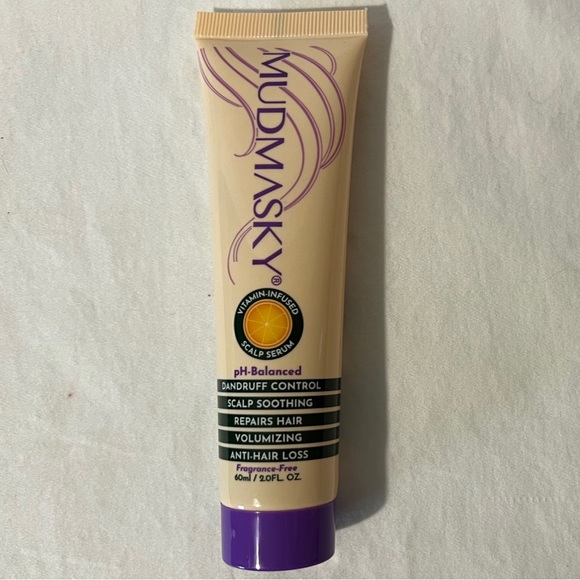 MUDMASKY®
VITAMIN-INFUSED
SCALP SERUM
pH-Balanced
DANDRUFF CONTROL
SCALP SOOTHING
REPAIRS HAIR
VOLUMIZING
ANTI-HAIR LOSS
Fragrance-Free
60ml / 2.0FL. OZ.